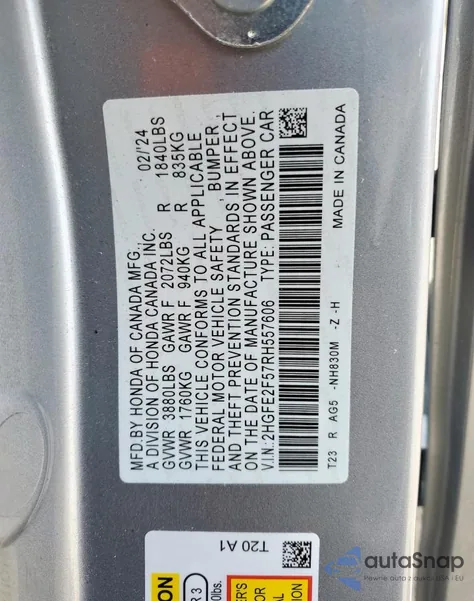 MFD.BY HONDA OF CANADA MFG., 02/'24
A DIVISION OF HONDA CANADA INC.
GVWR 3880LBS GAWR F 2072LBS R 1840LBS
GVWR 1760KG GAWR F 940KG R 835KG
THIS VEHICLE CONFORMS TO ALL APPLICABLE
FEDERAL MOTOR VEHICLE SAFETY, BUMPER,
AND THEFT PREVENTION STANDARDS IN EFFECT
ON THE DATE OF MANUFACTURE SHOWN ABOVE.
V.I.N.:2HGFE2F57RH557606 TYPE: PASSENGER CAR
T23 R AG5 -NH830M -Z -H MADE IN CANADA
T20 A1
autoSnap